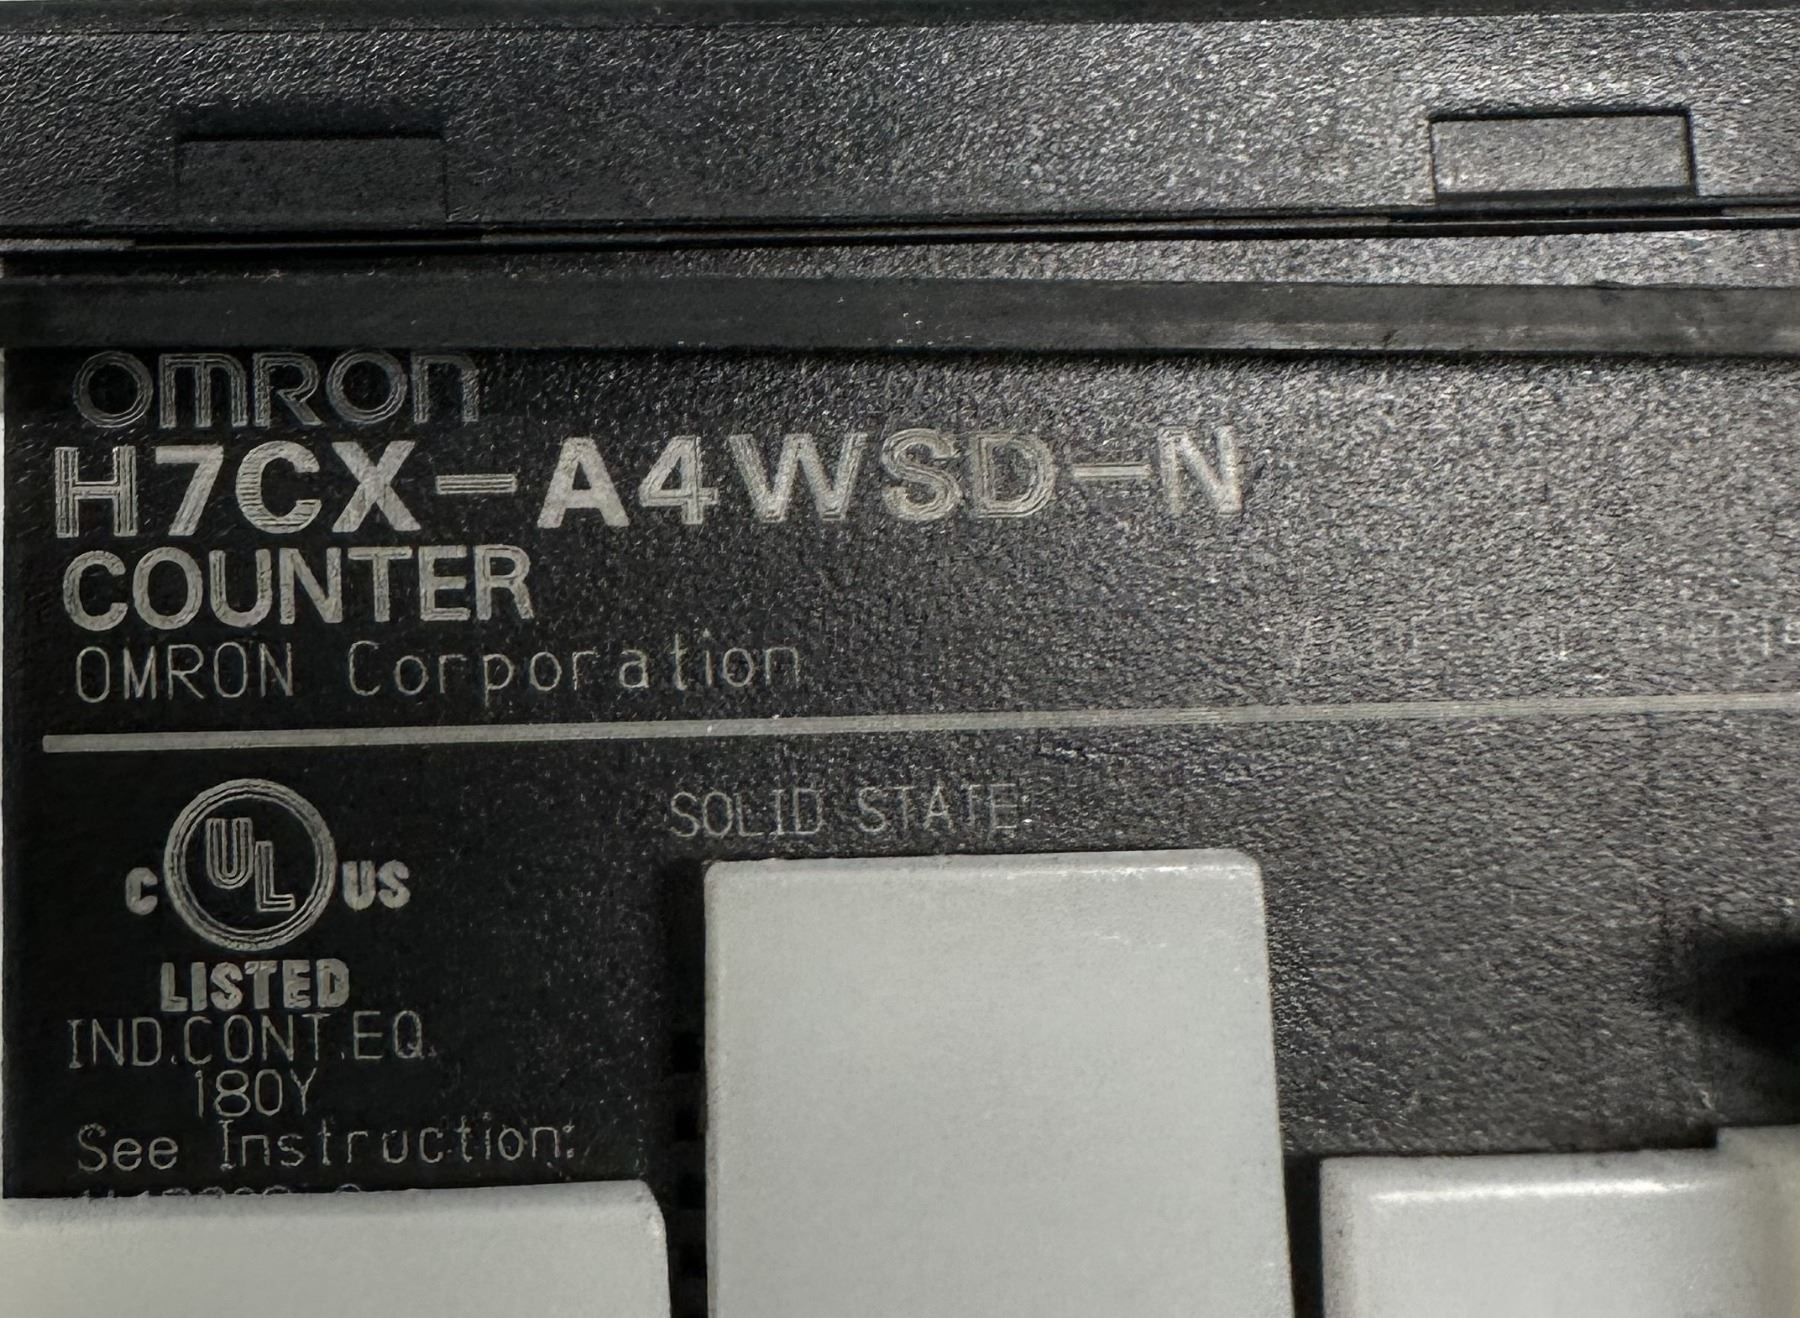 OMRON
H7CX-A4WSD-N
COUNTER
OMRON Corporation
SOLID STATE
UL
C US
LISTED
IND.CONT.EQ.
180Y
See Instruction: